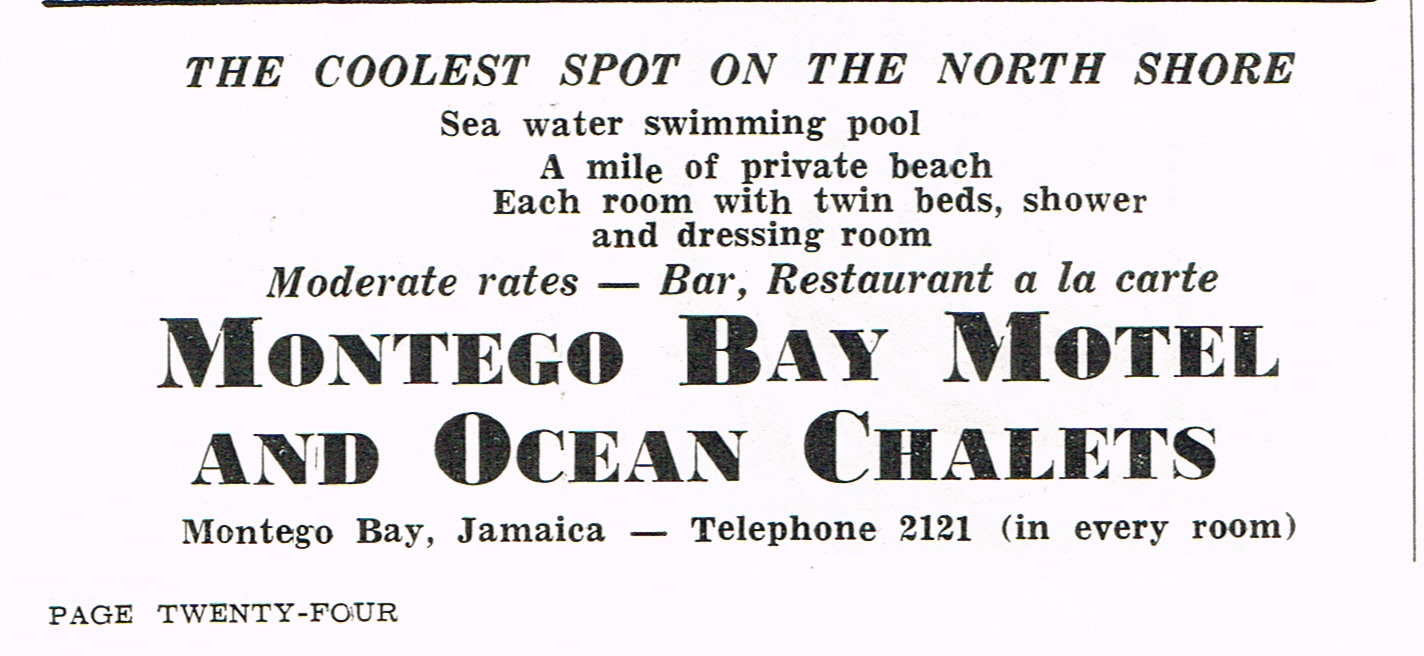 THE COOLEST SPOT ON THE NORTH SHORE
Sea water swimming pool
A mile of private beach
Each room with twin beds, shower
and dressing room
Moderate rates — Bar, Restaurant a la carte
MONTEGO BAY MOTEL
AND OCEAN CHALETS
Montego Bay, Jamaica — Telephone 2121 (in every room)
PAGE TWENTY-FOUR